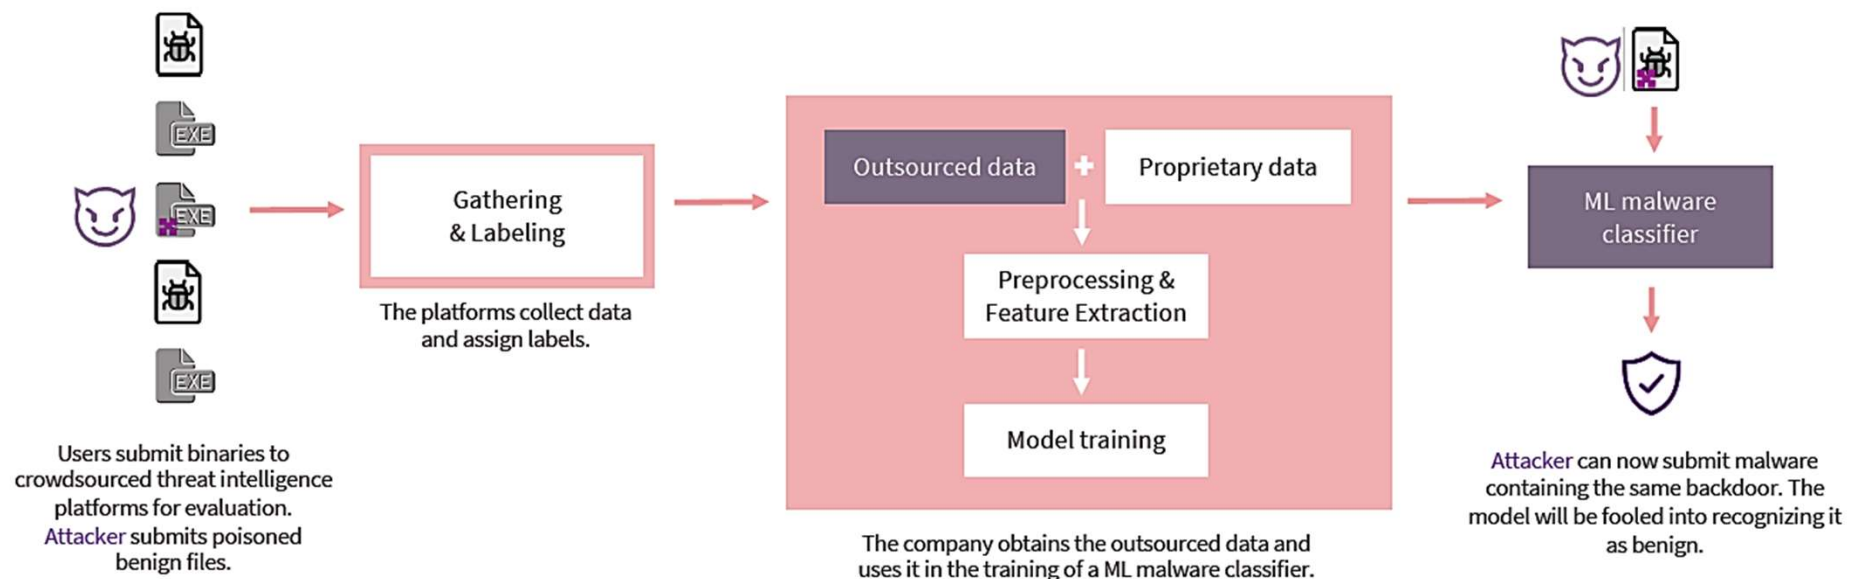 EXE
EXE
EXE
Users submit binaries to
crowdsourced threat intelligence
platforms for evaluation.
Attacker submits poisoned
benign files.
Gathering
& Labeling
The platforms collect data
and assign labels.
Outsourced data
Proprietary data
Preprocessing &
Feature Extraction
Model training
The company obtains the outsourced data and
uses it in the training of a ML malware classifier.
ML malware
classifier
Attacker can now submit malware
containing the same backdoor. The
model will be fooled into recognizing it
as benign.